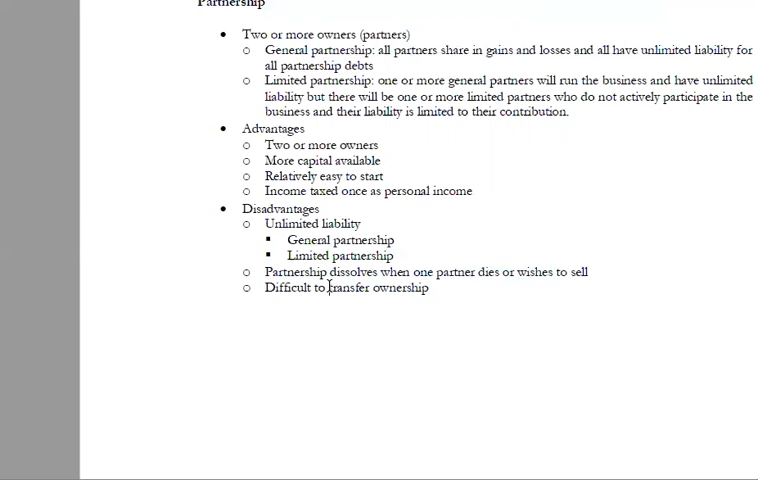 Partnership
• Two or more owners (partners)
o General partnership: all partners share in gains and losses and all have unlimited liability for
all partnership debts
o Limited partnership: one or more general partners will run the business and have unlimited
liability but there will be one or more limited partners who do not actively participate in the
business and their liability is limited to their contribution.
• Advantages
o Two or more owners
o More capital available
o Relatively easy to start
o Income taxed once as personal income
• Disadvantages
o Unlimited liability
▪ General partnership
▪ Limited partnership
o Partnership dissolves when one partner dies or wishes to sell
o Difficult to transfer ownership